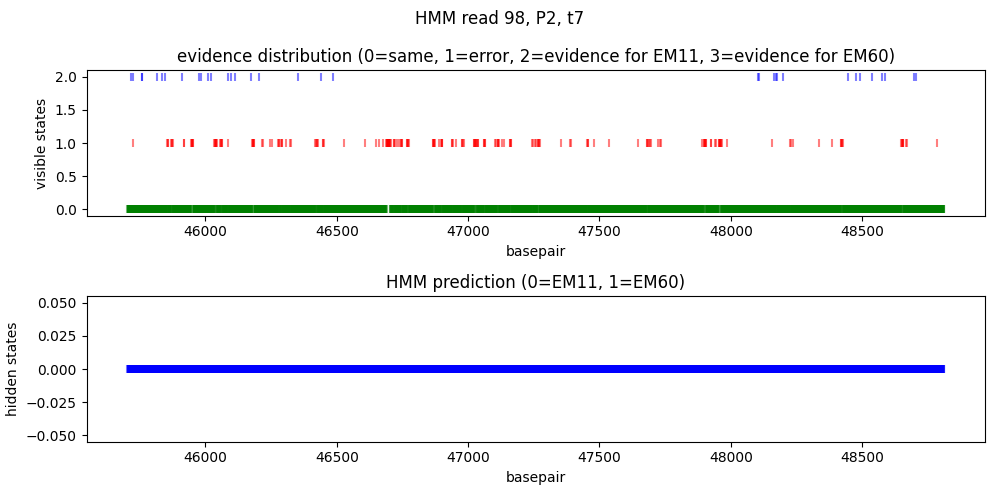 HMM read 98, P2, t7
evidence distribution (0=same, 1=error, 2=evidence for EM11, 3=evidence for EM60)
visible states
2.0
1.5
1.0
0.5
0.0
46000 46500 47000 47500 48000 48500
basepair
HMM prediction (0=EM11, 1=EM60)
hidden states
0.050
0.025
0.000
−0.025
−0.050
46000 46500 47000 47500 48000 48500
basepair